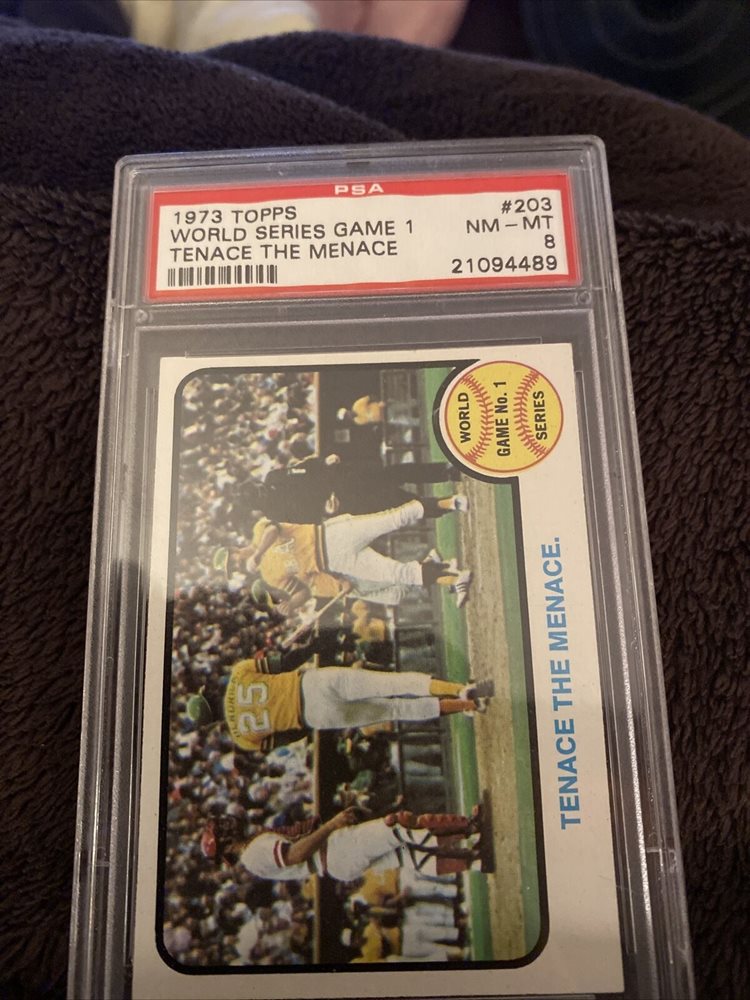 PSA
1973 TOPPS #203
WORLD SERIES GAME 1 NM-MT
TENACE THE MENACE 8
21094489
WORLD
GAME No. 1
SERIES
TENACE THE MENACE.
HENDRICK
25